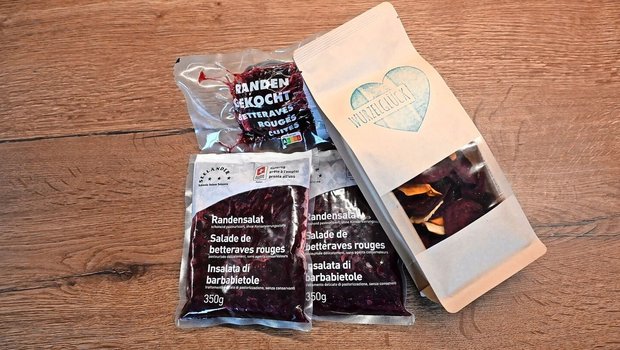 RANDEN
GEKOCHT
BETTERAVES
ROUGES
CUITES
WURZELGLÜCK!
SEELÄNDER
Randensalat
Salade de
betteraves rouges
Insalata di
barbabietole
350g
Randensalat
Salade de
betteraves rouges
Insalata di
barbabietole
350g